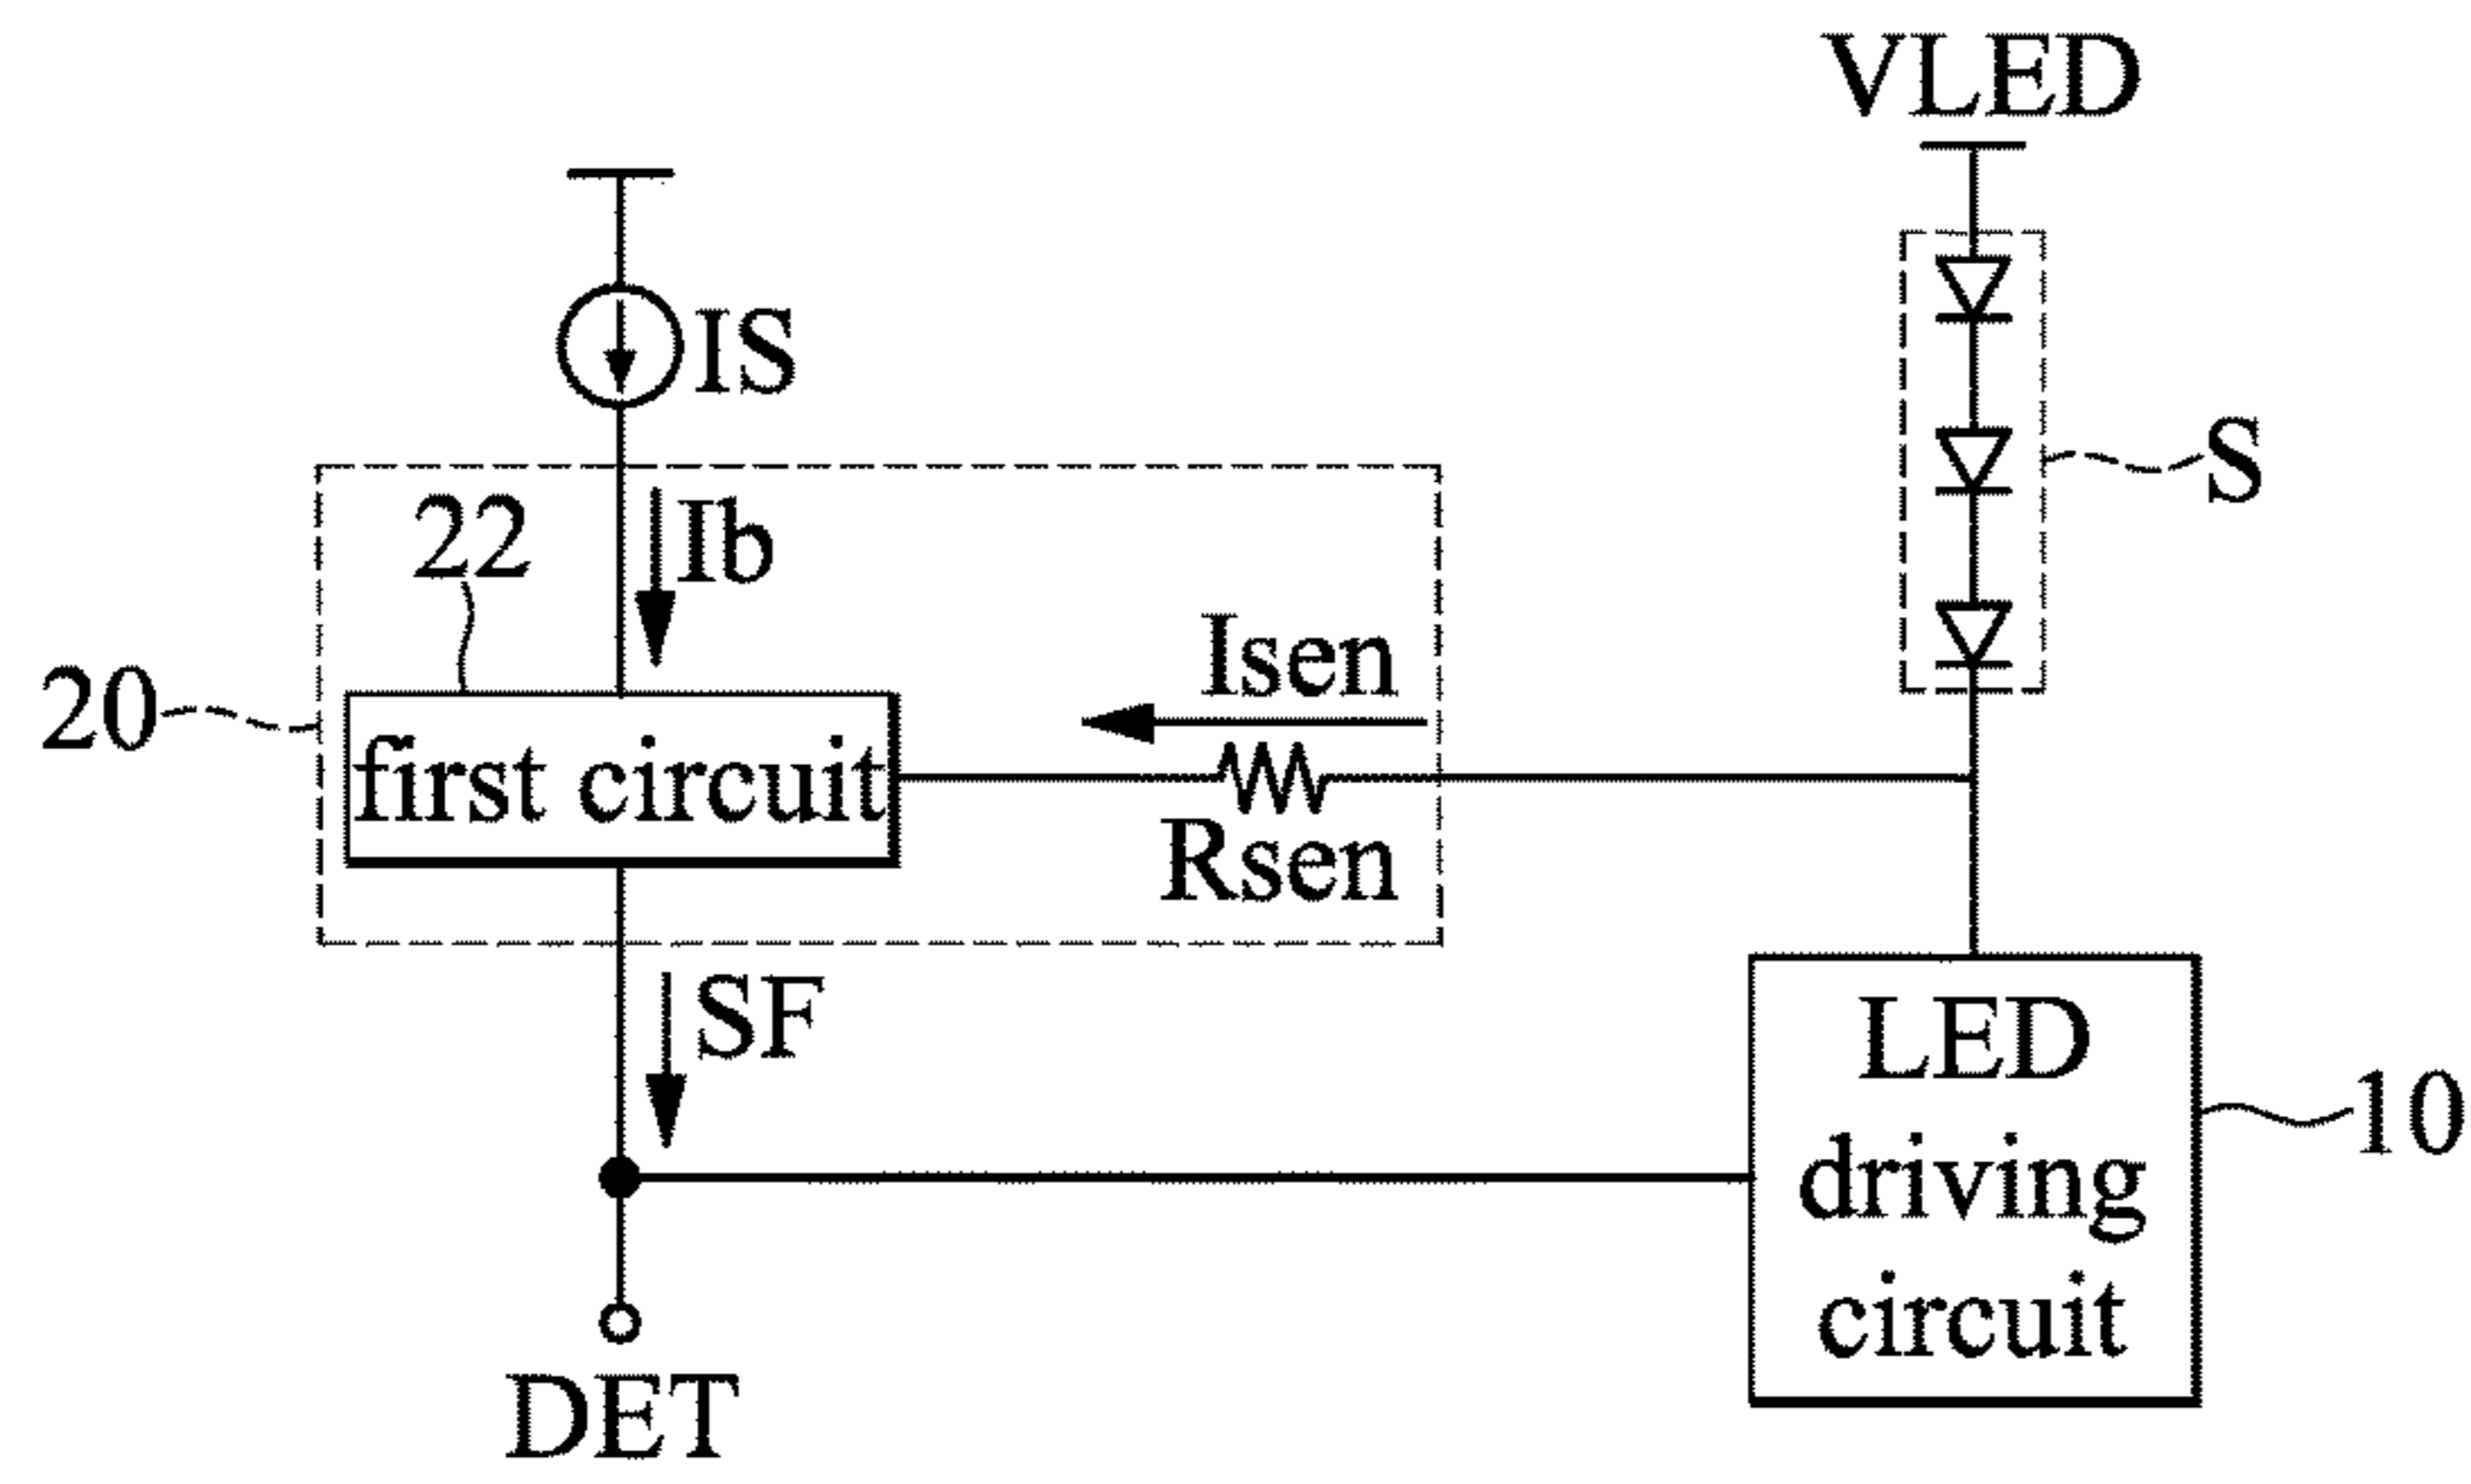 VLED
IS
S
22
Ib
Isen
20
first circuit
Rsen
SF
LED
driving
circuit
10
DET